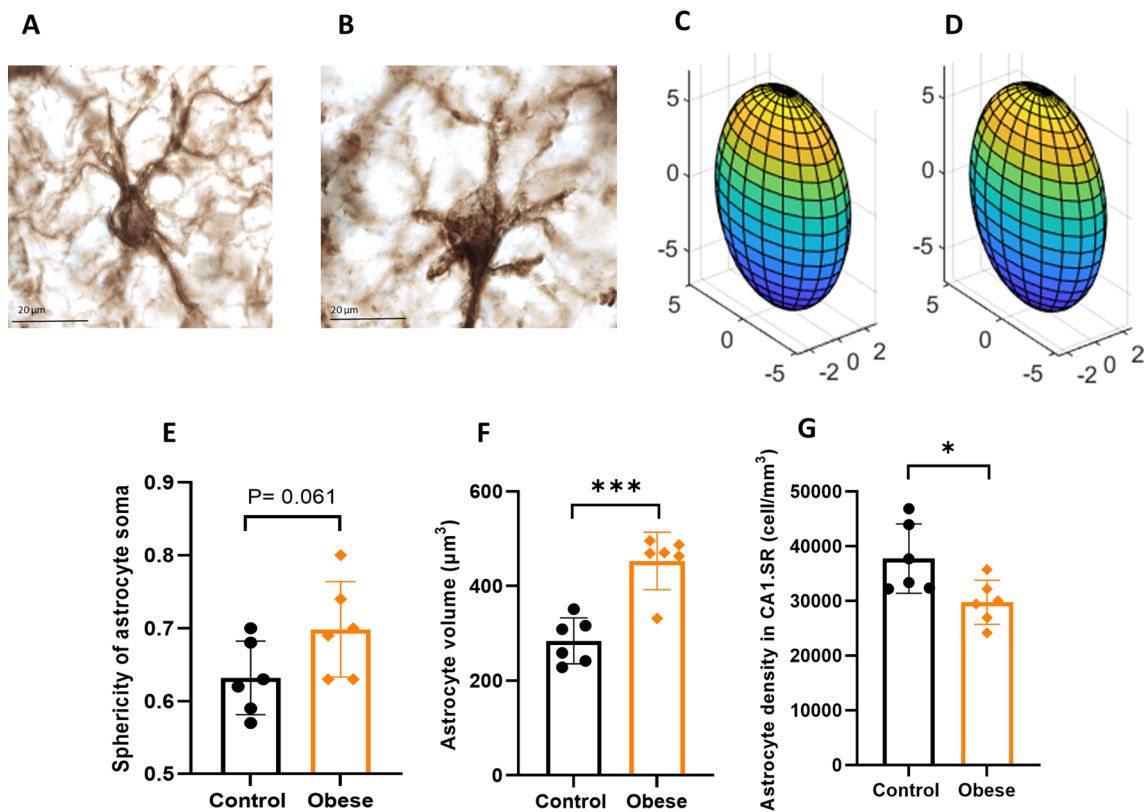 A
B
C
D
20 µm
20 µm
5
0
-5
5
0
-5
-2
0
2
5
0
-5
5
0
-5
-2
0
2
E
Sphericity of astrocyte soma
P= 0.061
0.9
0.8
0.7
0.6
0.5
Control
Obese
F
Astrocyte volume (µm³)
***
600
400
200
0
Control
Obese
G
Astrocyte density in CA1.SR (cell/mm³)
*
50000
40000
30000
20000
10000
0
Control
Obese